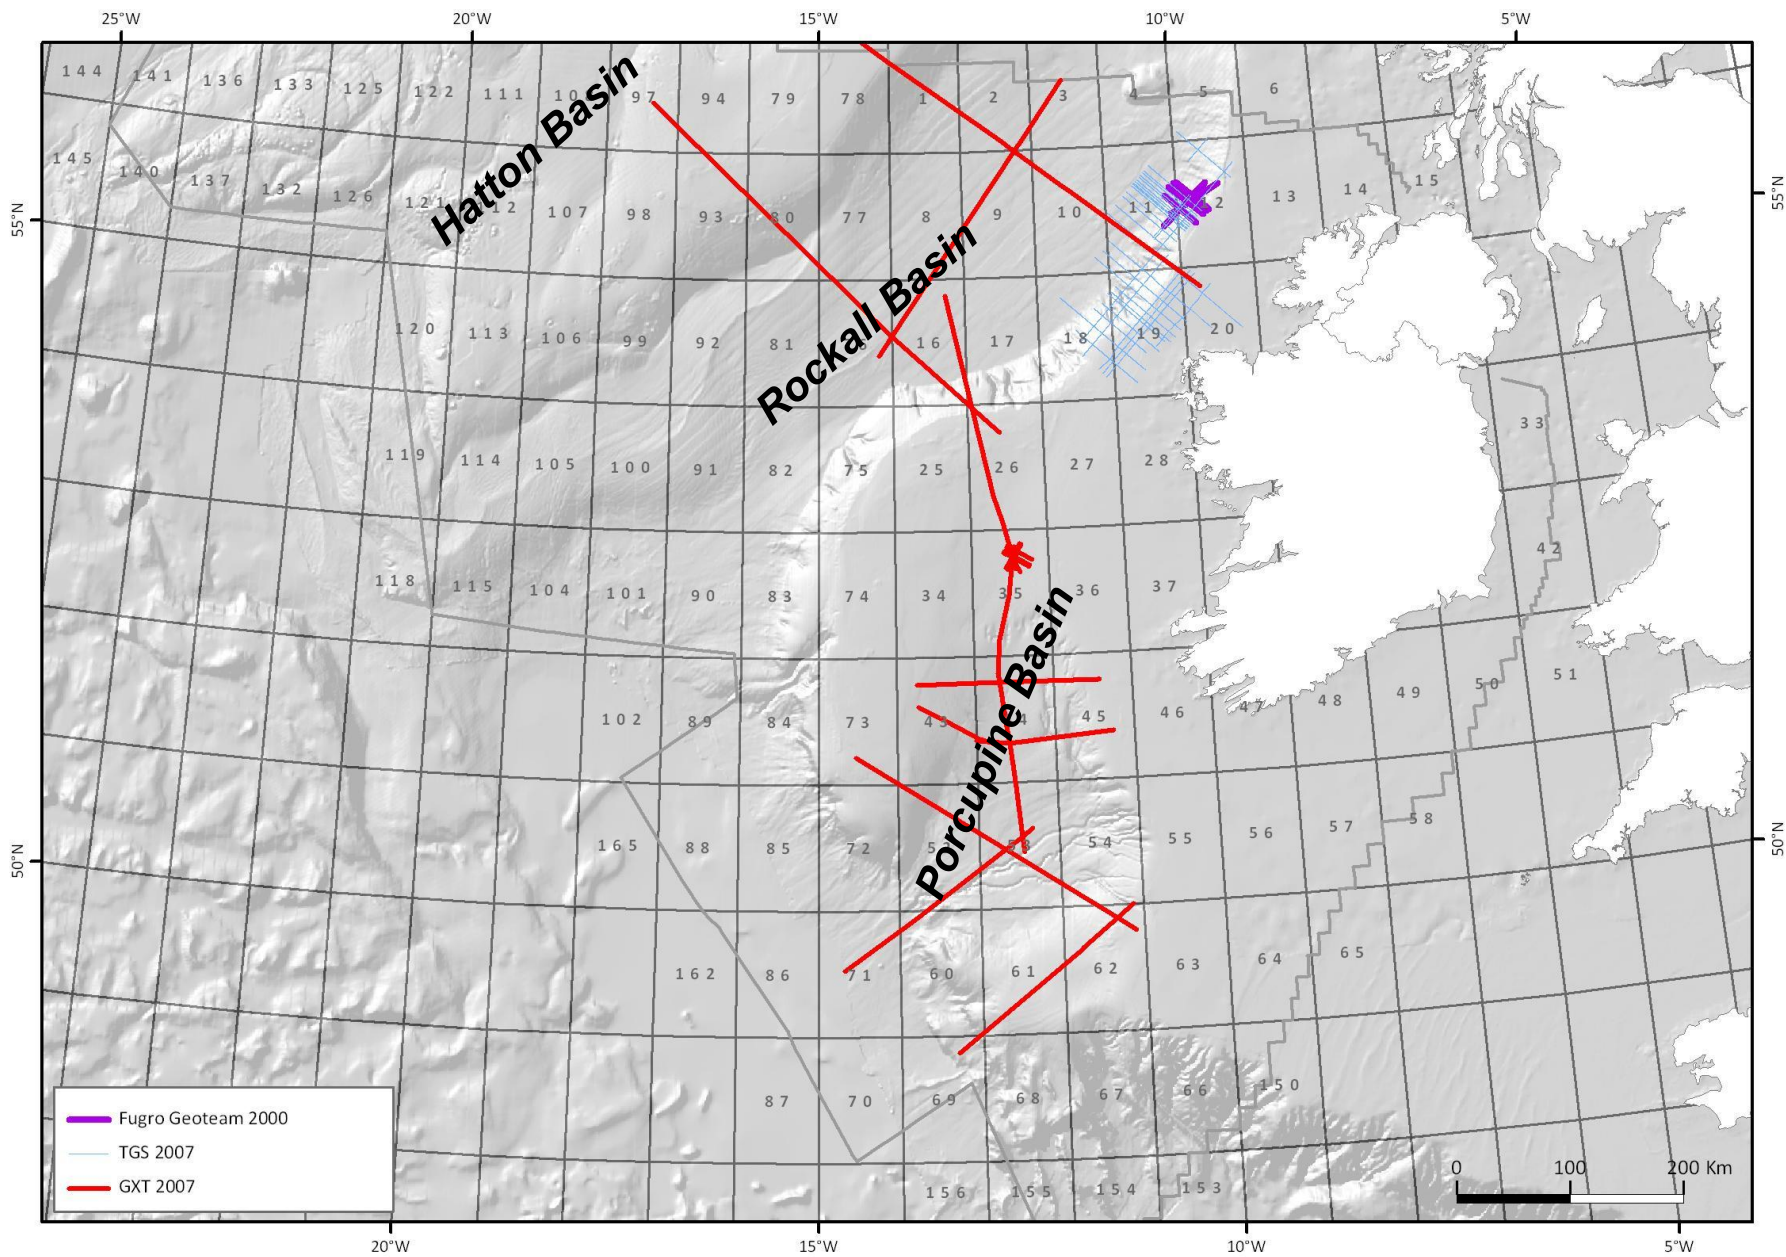 25°W 20°W 15°W 10°W 5°W
144 141 136 133 125 122 111 97 94 79 78 1 2 3 4 5 6
Hatton Basin
145 140 137 132 126 107 98 93 80 77 8 9 10 11 12 13 14 15
55°N 55°N
Rockall Basin
120 113 106 99 92 81 16 17 18 19 20
33
119 114 105 100 91 82 75 25 26 27 28
42
118 115 104 101 90 83 74 34 35 36 37
Porcupine Basin
102 89 84 73 43 45 46 47 48 49 50 51
165 88 85 72 53 54 55 56 57 58
50°N 50°N
162 86 71 60 61 62 63 64 65
87 70 69 68 67 66 150
156 155 154 153
Fugro Geoteam 2000
TGS 2007
GXT 2007
0 100 200 Km
20°W 15°W 10°W 5°W